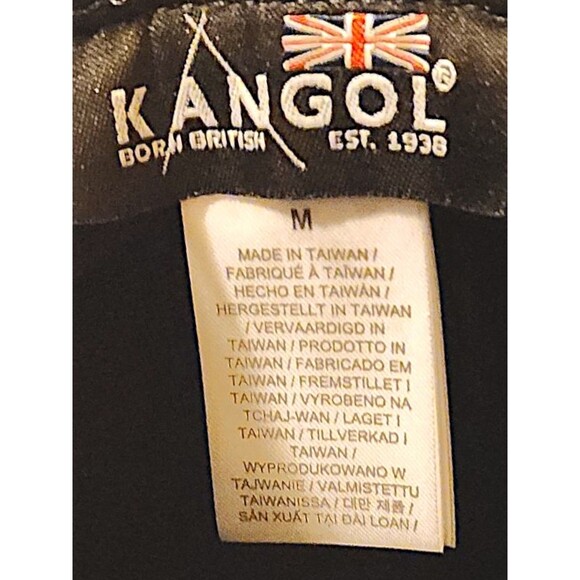 KANGOL®
BORN BRITISH EST. 1938
M
MADE IN TAIWAN /
FABRIQUÉ À TAÏWAN /
HECHO EN TAIWÁN /
HERGESTELLT IN TAIWAN
/ VERVAARDIGD IN
TAIWAN / PRODOTTO IN
TAIWAN / FABRICADO EM
TAIWAN / FREMSTILLET I
TAIWAN / VYROBENO NA
TCHAJ-WAN / LAGET I
TAIWAN / TILLVERKAD I
TAIWAN /
WYPRODUKOWANO W
TAJWANIE / VALMISTETTU
TAIWANISSA / 대만 제품 /
SẢN XUẤT TẠI ĐÀI LOAN /